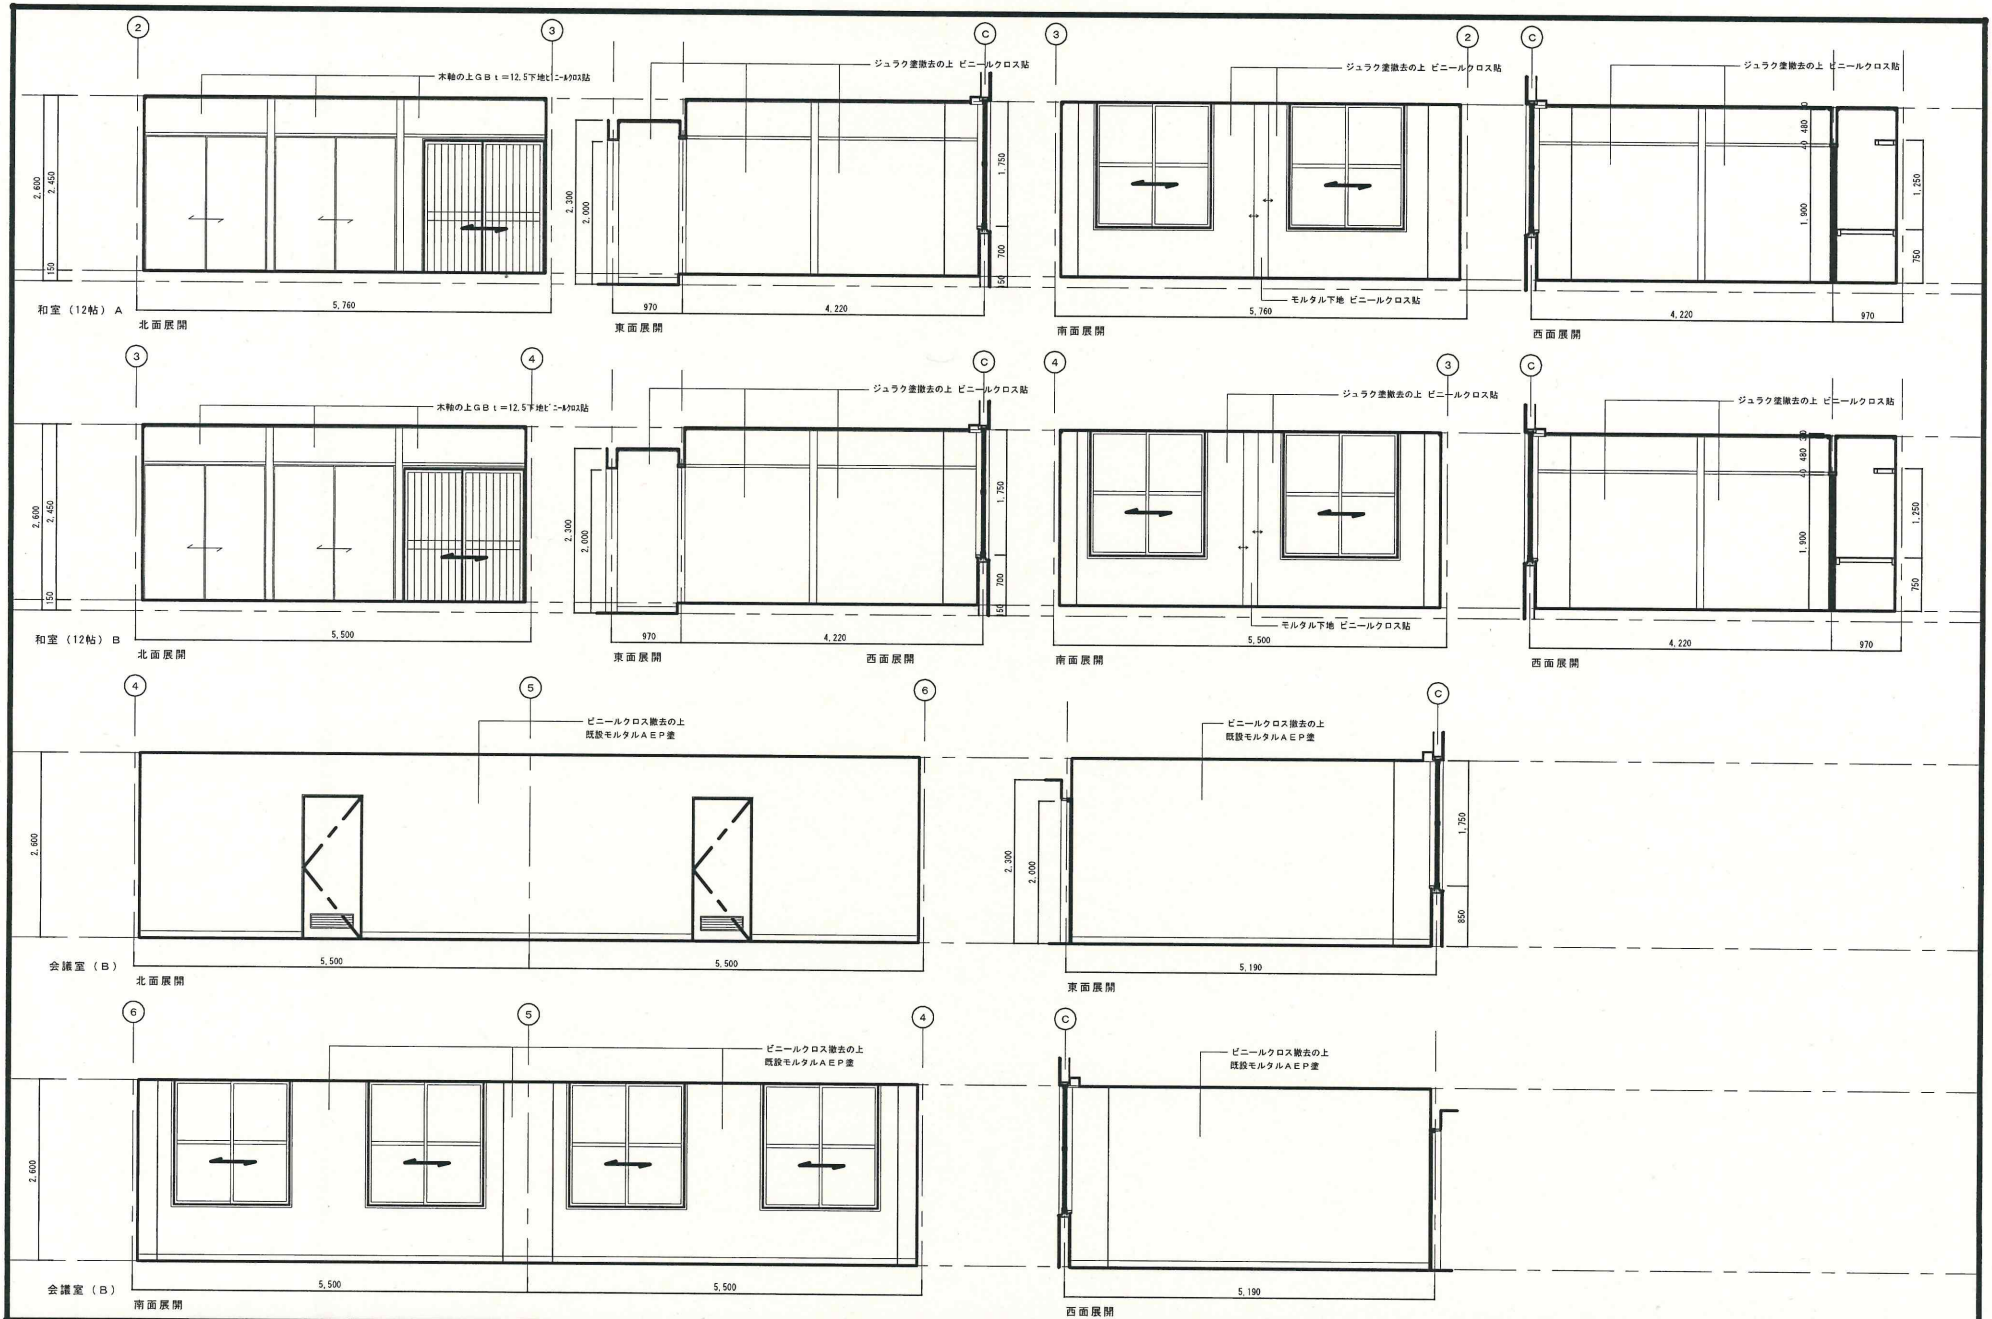 2
3
C
3
2
C
木軸の上GBt=12.5下地ビニールクロス貼
ジュラク塗撤去の上 ビニールクロス貼
ジュラク塗撤去の上 ビニールクロス貼
ジュラク塗撤去の上 ビニールクロス貼
2,600
2,450
150
2,300
2,000
1,750
700
150
480
40
1,900
1,250
750
モルタル下地 ビニールクロス貼
和室(12帖)A
5,760
970
4,220
5,760
4,220
970
北面展開
東面展開
南面展開
西面展開
3
4
C
4
3
C
木軸の上GBt=12.5下地ビニールクロス貼
ジュラク塗撤去の上 ビニールクロス貼
ジュラク塗撤去の上 ビニールクロス貼
ジュラク塗撤去の上 ビニールクロス貼
2,600
2,450
150
2,300
2,000
1,750
700
150
480
40
1,900
1,250
750
モルタル下地 ビニールクロス貼
和室(12帖)B
5,500
970
4,220
5,500
4,220
970
北面展開
東面展開
西面展開
南面展開
西面展開
4
5
6
C
ビニールクロス撤去の上
既設モルタルAEP塗
ビニールクロス撤去の上
既設モルタルAEP塗
2,600
2,300
2,000
1,750
850
会議室(B)
5,500
5,500
5,190
北面展開
東面展開
6
5
4
C
ビニールクロス撤去の上
既設モルタルAEP塗
ビニールクロス撤去の上
既設モルタルAEP塗
2,600
会議室(B)
5,500
5,500
5,190
南面展開
西面展開